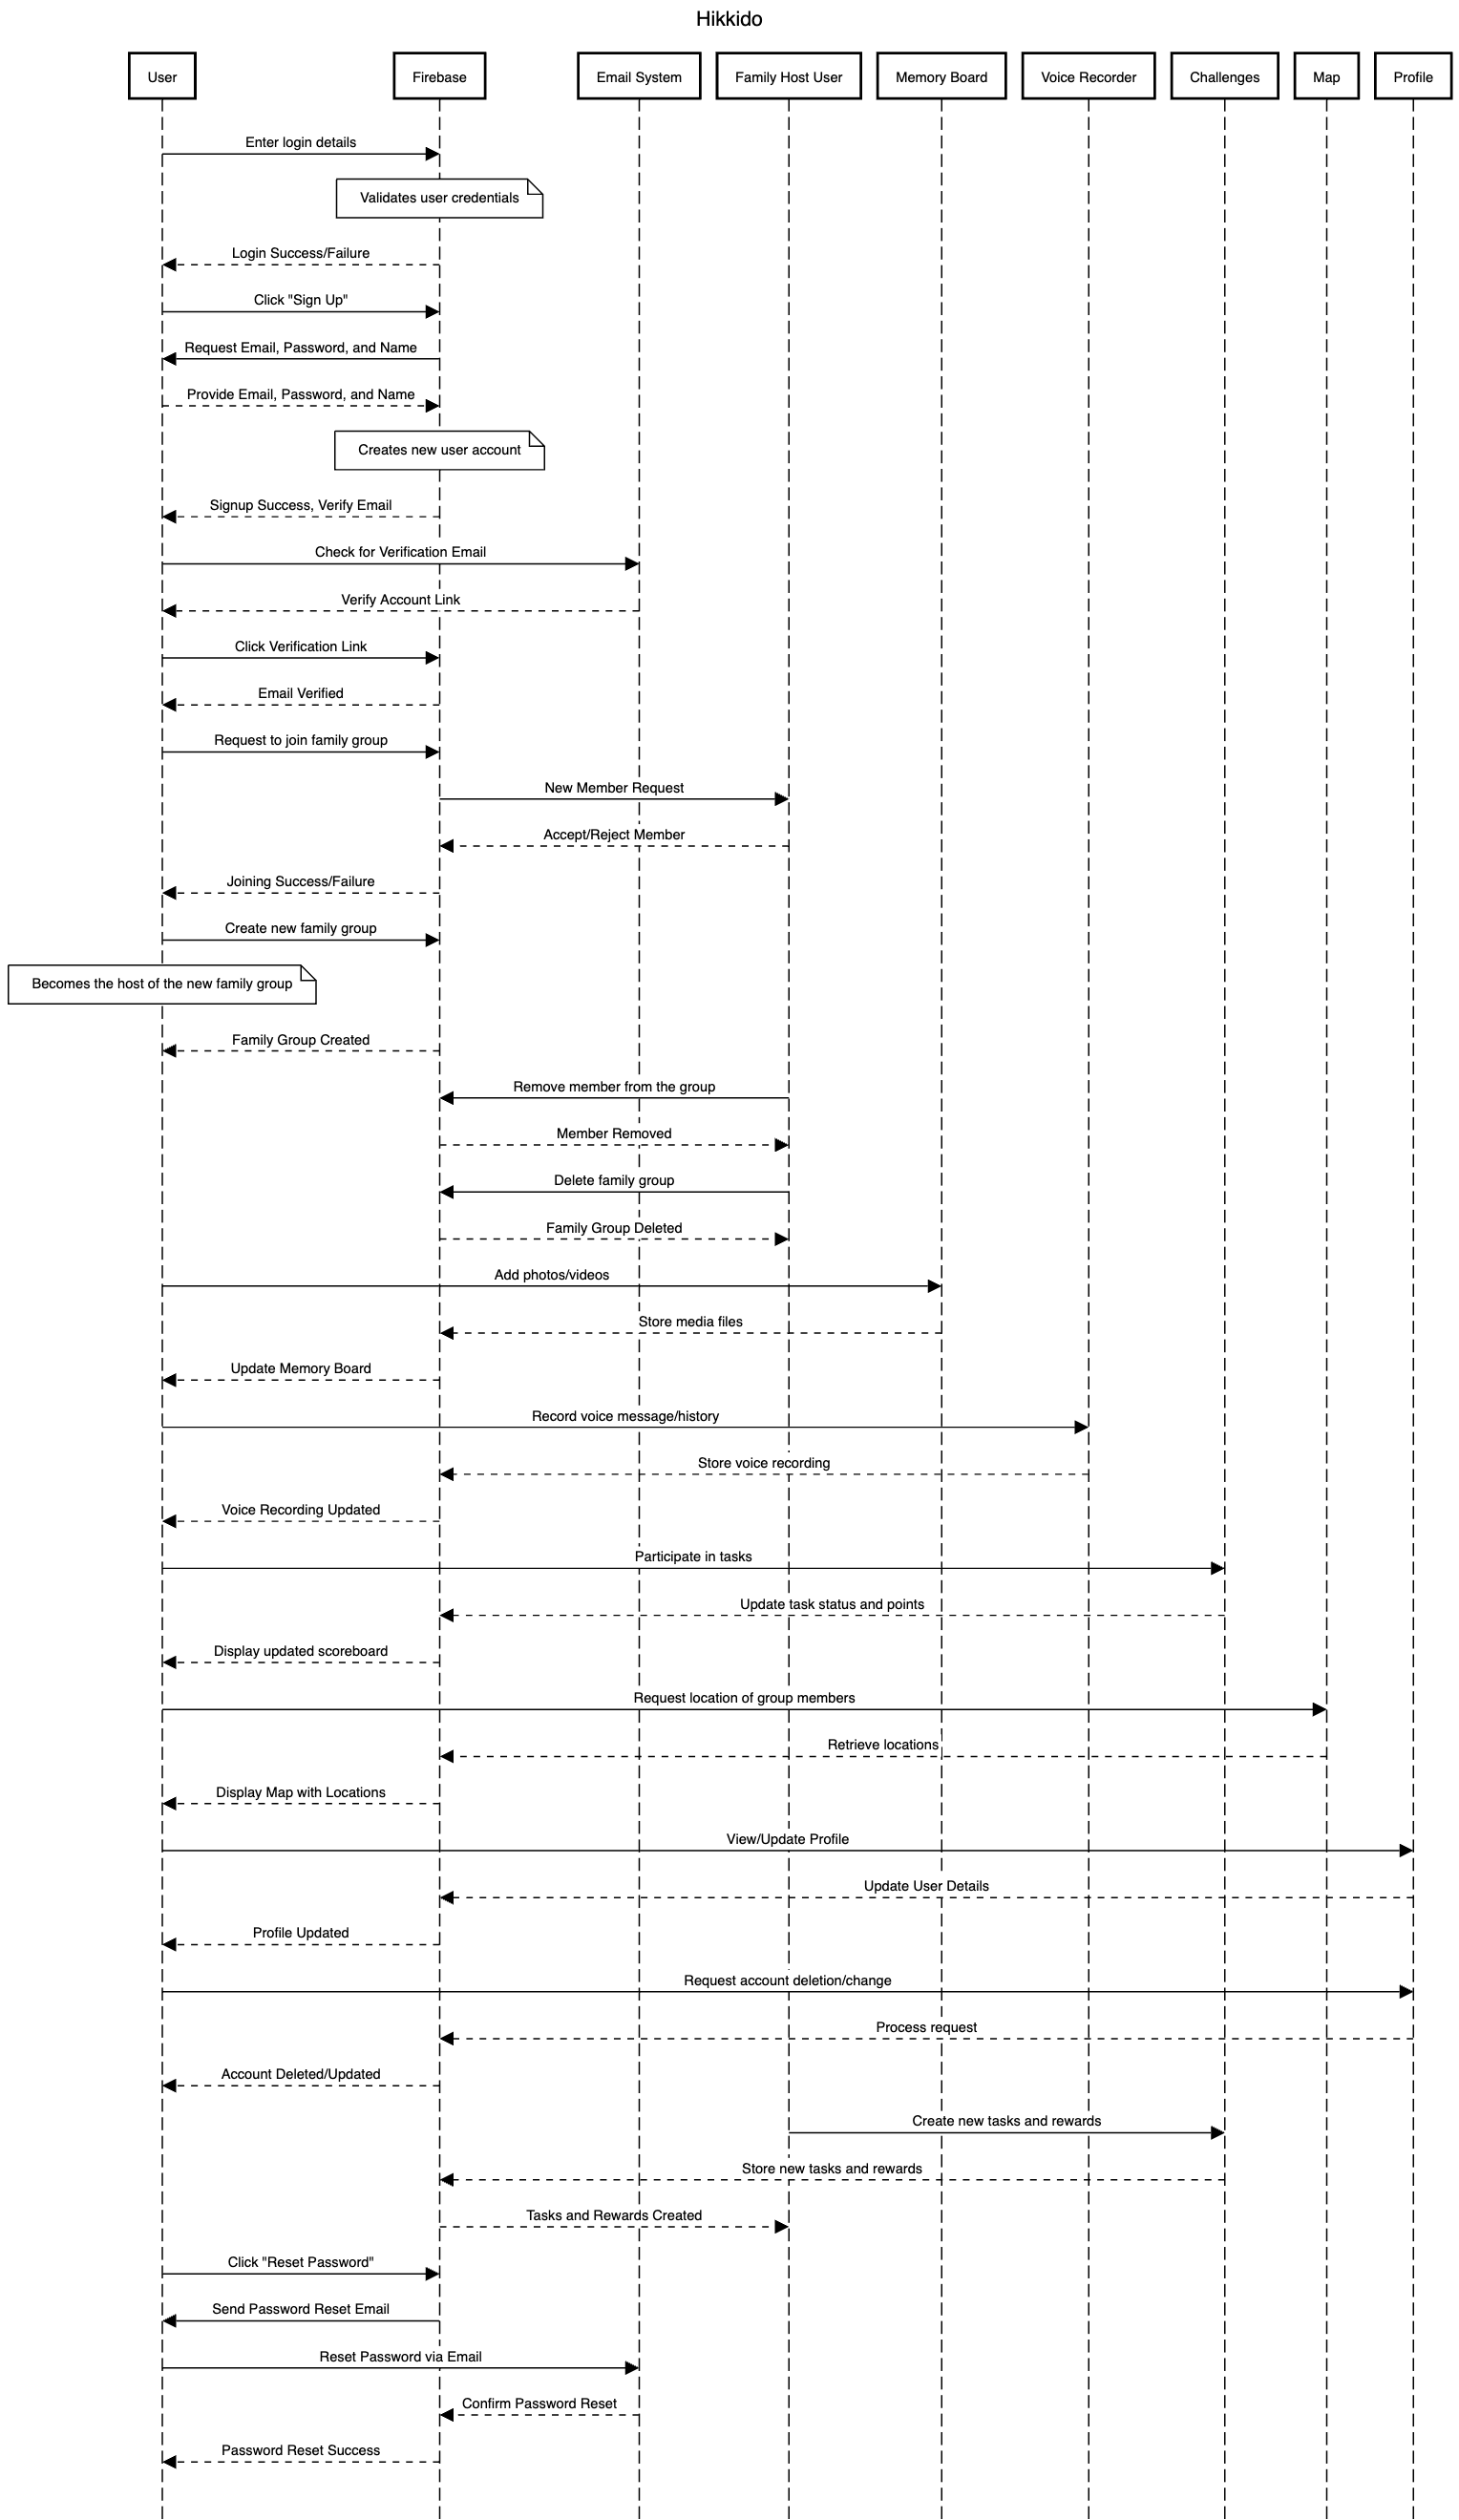 Hikkido
User
Firebase
Email System
Family Host User
Memory Board
Voice Recorder
Challenges
Map
Profile
Enter login details
Validates user credentials
Login Success/Failure
Click "Sign Up"
Request Email, Password, and Name
Provide Email, Password, and Name
Creates new user account
Signup Success, Verify Email
Check for Verification Email
Verify Account Link
Click Verification Link
Email Verified
Request to join family group
New Member Request
Accept/Reject Member
Joining Success/Failure
Create new family group
Becomes the host of the new family group
Family Group Created
Remove member from the group
Member Removed
Delete family group
Family Group Deleted
Add photos/videos
Store media files
Update Memory Board
Record voice message/history
Store voice recording
Voice Recording Updated
Participate in tasks
Update task status and points
Display updated scoreboard
Request location of group members
Retrieve locations
Display Map with Locations
View/Update Profile
Update User Details
Profile Updated
Request account deletion/change
Process request
Account Deleted/Updated
Create new tasks and rewards
Store new tasks and rewards
Tasks and Rewards Created
Click "Reset Password"
Send Password Reset Email
Reset Password via Email
Confirm Password Reset
Password Reset Success